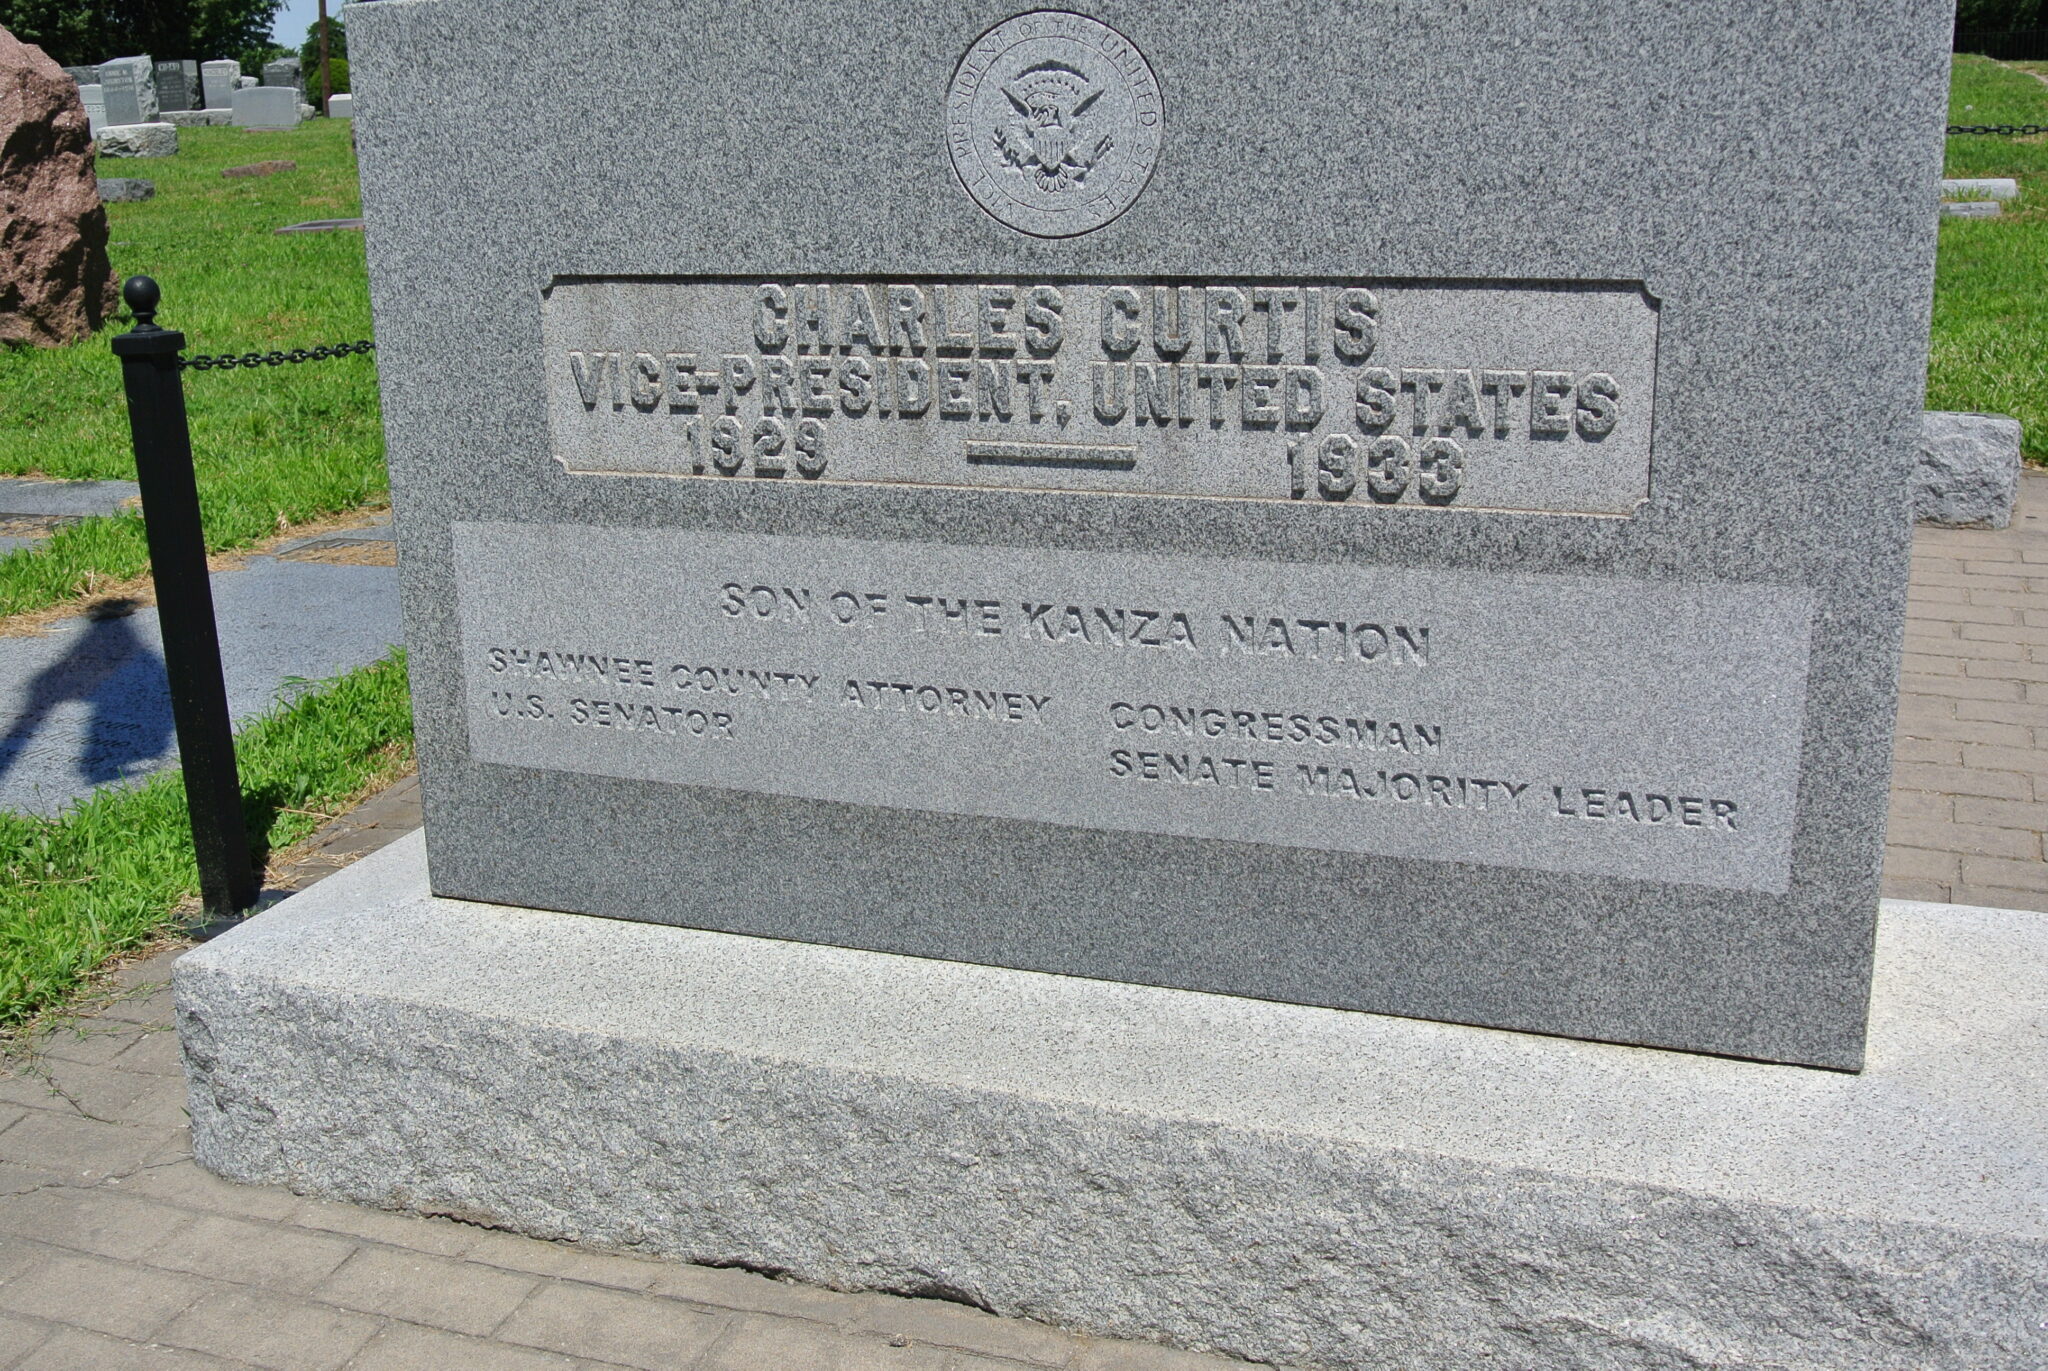 VICE PRESIDENT OF THE UNITED STATES
CHARLES CURTIS
VICE-PRESIDENT, UNITED STATES
1929 — 1933
SON OF THE KANZA NATION
SHAWNEE COUNTY ATTORNEY CONGRESSMAN
U.S. SENATOR SENATE MAJORITY LEADER